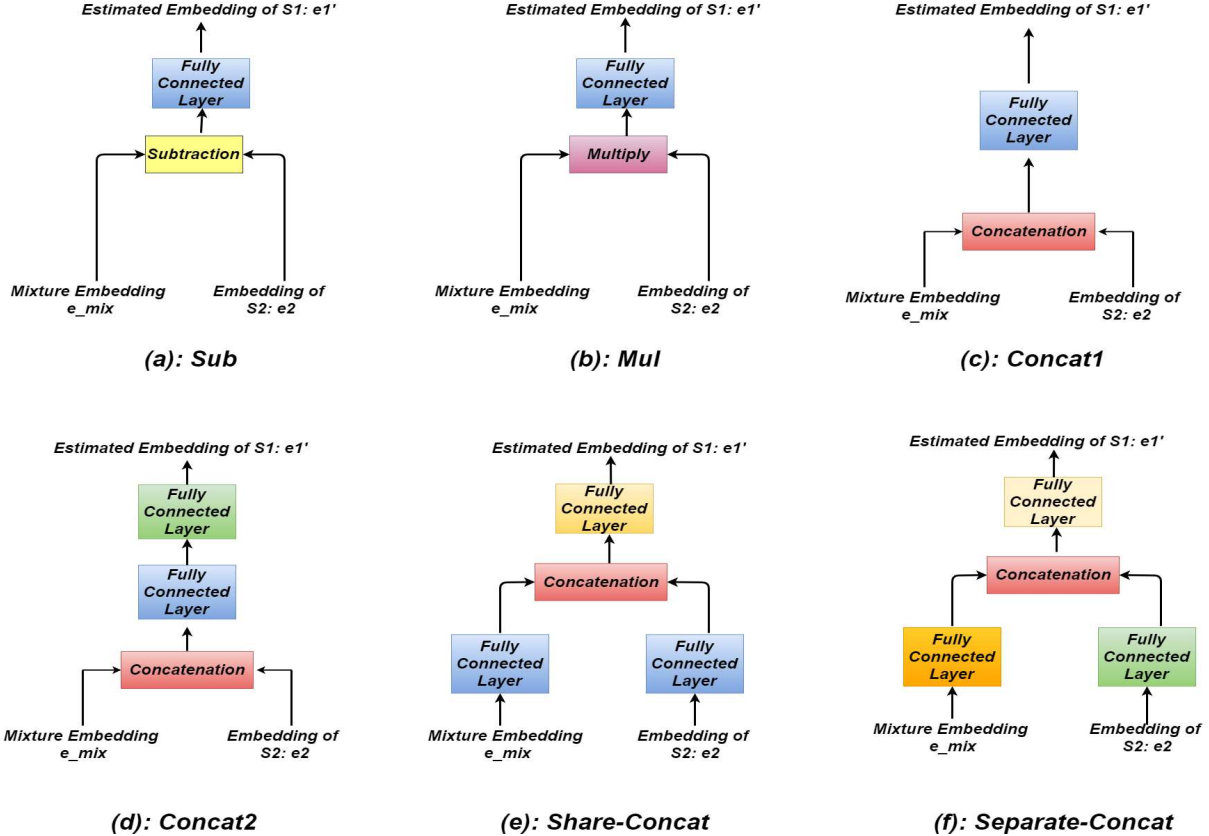 Estimated Embedding of S1: e1'
Fully
Connected
Layer
Subtraction
Mixture Embedding
e_mix
Embedding of
S2: e2
(a): Sub
Estimated Embedding of S1: e1'
Fully
Connected
Layer
Multiply
Mixture Embedding
e_mix
Embedding of
S2: e2
(b): Mul
Estimated Embedding of S1: e1'
Fully
Connected
Layer
Concatenation
Mixture Embedding
e_mix
Embedding of
S2: e2
(c): Concat1
Estimated Embedding of S1: e1'
Fully
Connected
Layer
Fully
Connected
Layer
Concatenation
Mixture Embedding
e_mix
Embedding of
S2: e2
(d): Concat2
Estimated Embedding of S1: e1'
Fully
Connected
Layer
Concatenation
Fully
Connected
Layer
Fully
Connected
Layer
Mixture Embedding
e_mix
Embedding of
S2: e2
(e): Share-Concat
Estimated Embedding of S1: e1'
Fully
Connected
Layer
Concatenation
Fully
Connected
Layer
Fully
Connected
Layer
Mixture Embedding
e_mix
Embedding of
S2: e2
(f): Separate-Concat